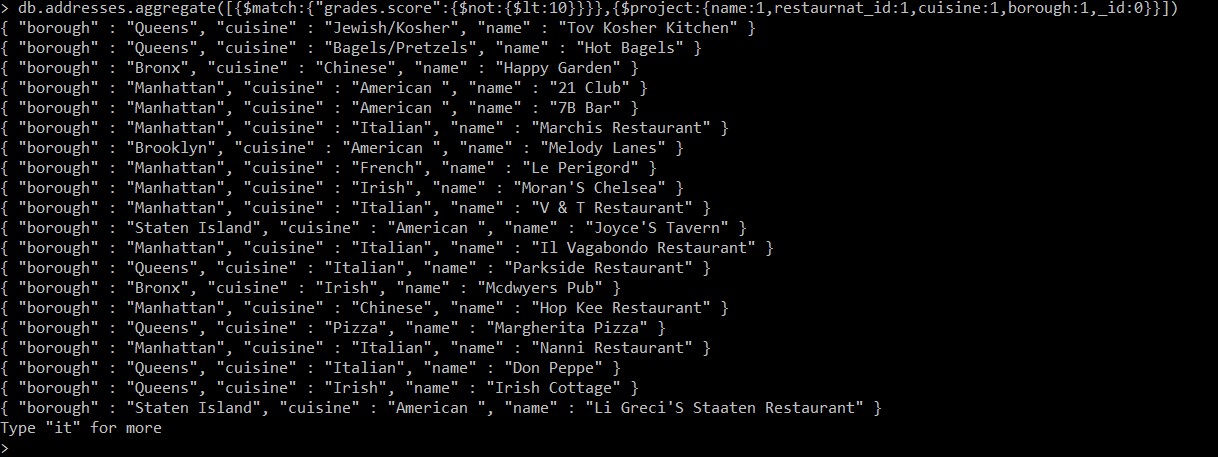 > db.addresses.aggregate([{$match:{"grades.score":{$not:{$lt:10}}}},{$project:{name:1,restaurnat_id:1,cuisine:1,borough:1,_id:0}}])
{ "borough" : "Queens", "cuisine" : "Jewish/Kosher", "name" : "Tov Kosher Kitchen" }
{ "borough" : "Queens", "cuisine" : "Bagels/Pretzels", "name" : "Hot Bagels" }
{ "borough" : "Bronx", "cuisine" : "Chinese", "name" : "Happy Garden" }
{ "borough" : "Manhattan", "cuisine" : "American ", "name" : "21 Club" }
{ "borough" : "Manhattan", "cuisine" : "American ", "name" : "7B Bar" }
{ "borough" : "Manhattan", "cuisine" : "Italian", "name" : "Marchis Restaurant" }
{ "borough" : "Brooklyn", "cuisine" : "American ", "name" : "Melody Lanes" }
{ "borough" : "Manhattan", "cuisine" : "French", "name" : "Le Perigord" }
{ "borough" : "Manhattan", "cuisine" : "Irish", "name" : "Moran'S Chelsea" }
{ "borough" : "Manhattan", "cuisine" : "Italian", "name" : "V & T Restaurant" }
{ "borough" : "Staten Island", "cuisine" : "American ", "name" : "Joyce'S Tavern" }
{ "borough" : "Manhattan", "cuisine" : "Italian", "name" : "Il Vagabondo Restaurant" }
{ "borough" : "Queens", "cuisine" : "Italian", "name" : "Parkside Restaurant" }
{ "borough" : "Bronx", "cuisine" : "Irish", "name" : "Mcdwyers Pub" }
{ "borough" : "Manhattan", "cuisine" : "Chinese", "name" : "Hop Kee Restaurant" }
{ "borough" : "Queens", "cuisine" : "Pizza", "name" : "Margherita Pizza" }
{ "borough" : "Manhattan", "cuisine" : "Italian", "name" : "Nanni Restaurant" }
{ "borough" : "Queens", "cuisine" : "Italian", "name" : "Don Peppe" }
{ "borough" : "Queens", "cuisine" : "Irish", "name" : "Irish Cottage" }
{ "borough" : "Staten Island", "cuisine" : "American ", "name" : "Li Greci'S Staaten Restaurant" }
Type "it" for more
>